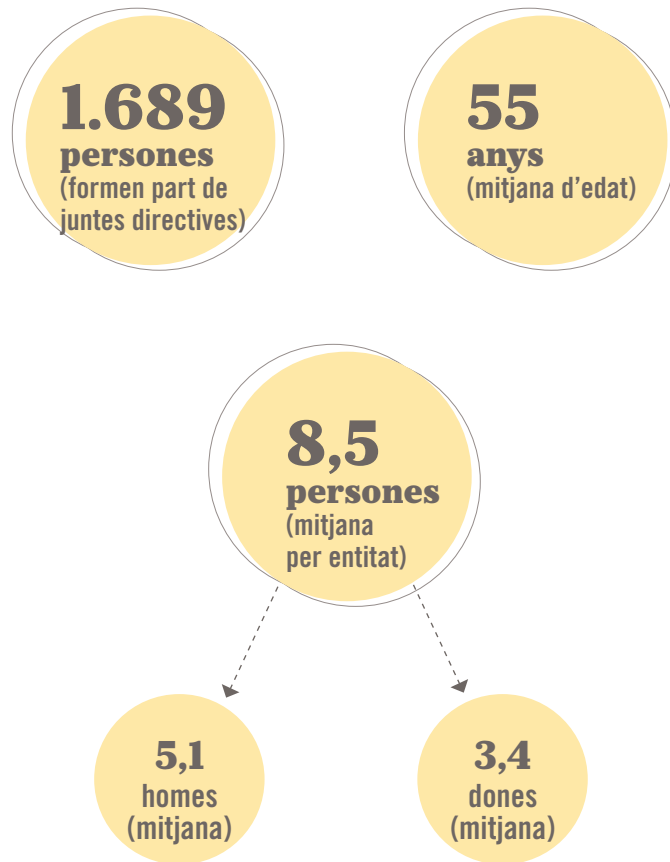 1.689
persones
(formen part de
juntes directives)
55
anys
(mitjana d’edat)
8,5
persones
(mitjana
per entitat)
5,1
homes
(mitjana)
3,4
dones
(mitjana)